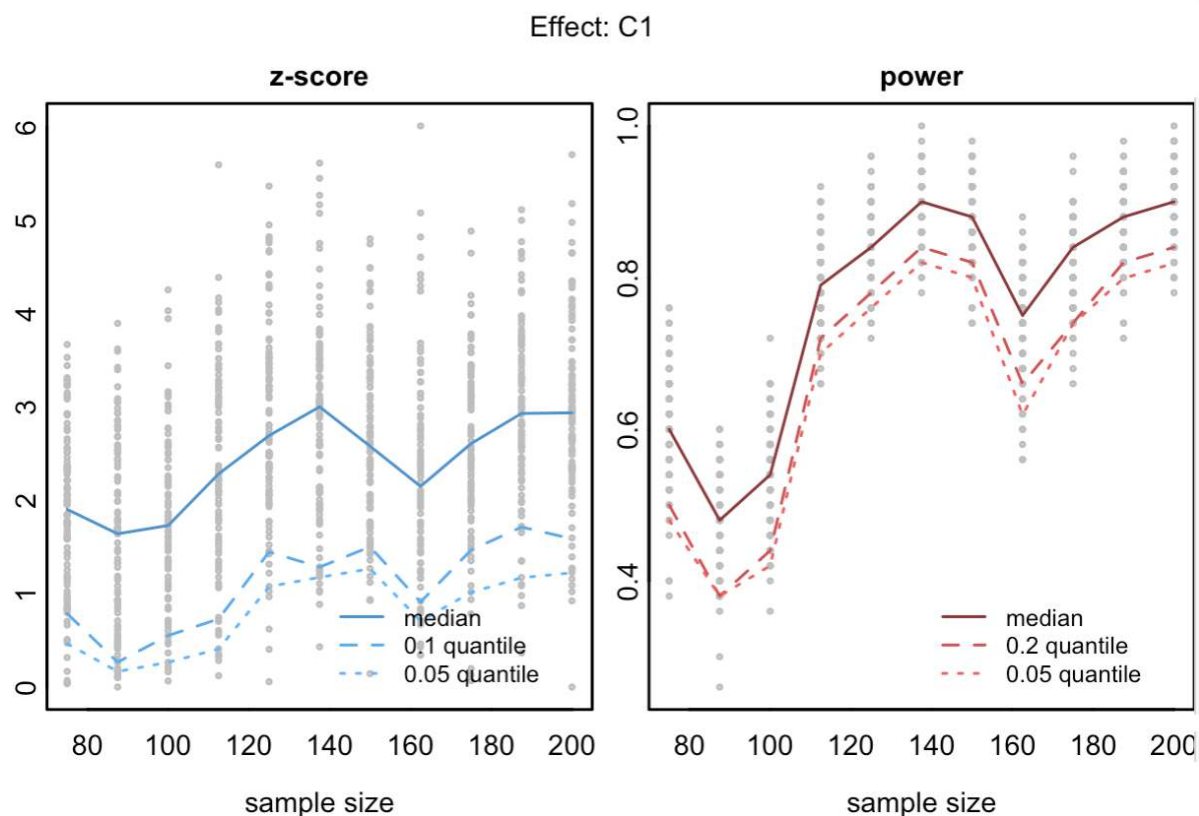 Effect: C1
z-score
6
5
4
3
2
1
0
median
0.1 quantile
0.05 quantile
80 100 120 140 160 180 200
sample size
power
1.0
0.8
0.6
0.4
median
0.2 quantile
0.05 quantile
80 100 120 140 160 180 200
sample size